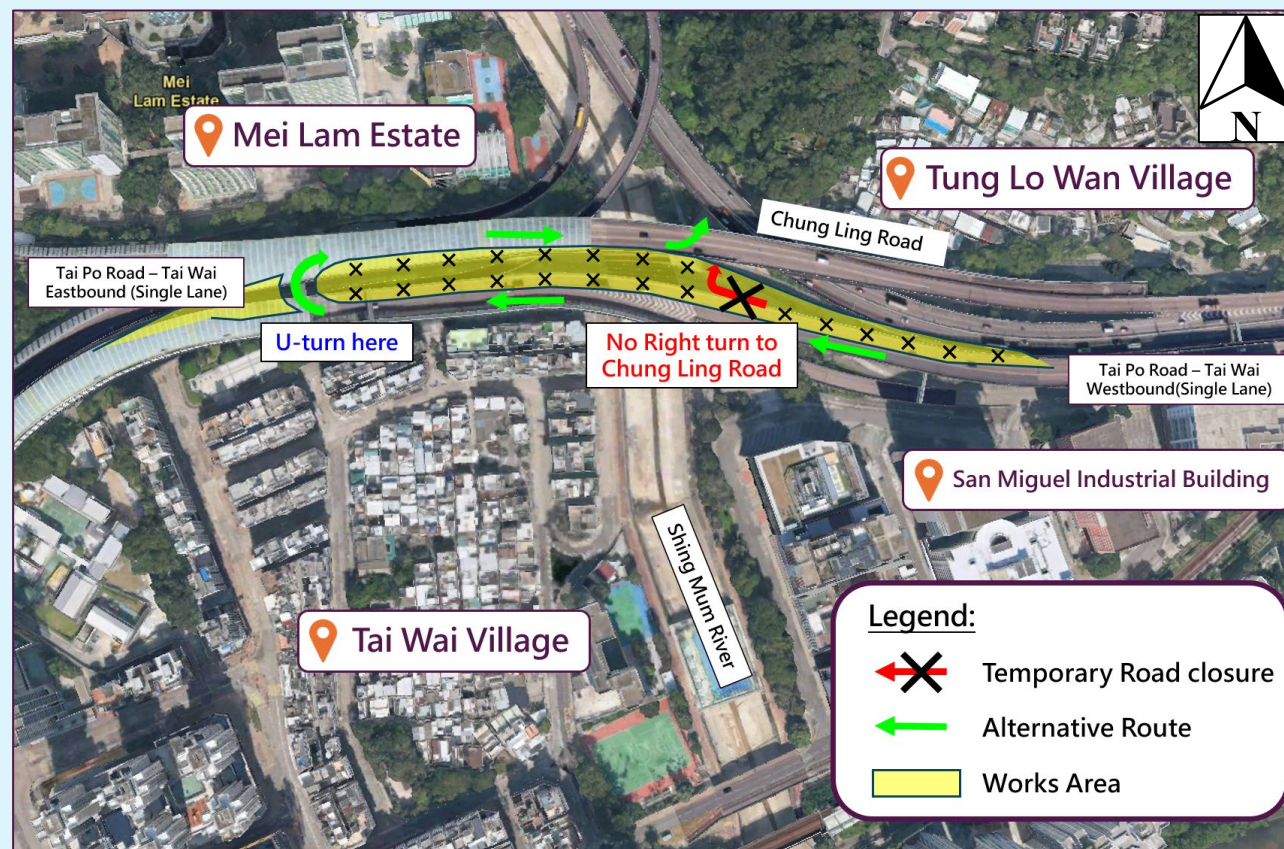 Mei
Lam Estate
Mei Lam Estate
N
Tung Lo Wan Village
Chung Ling Road
Tai Po Road – Tai Wai
Eastbound (Single Lane)
U-turn here
No Right turn to
Chung Ling Road
Tai Po Road – Tai Wai
Westbound(Single Lane)
San Miguel Industrial Building
Shing Mum River
Tai Wai Village
Legend:
Temporary Road closure
Alternative Route
Works Area